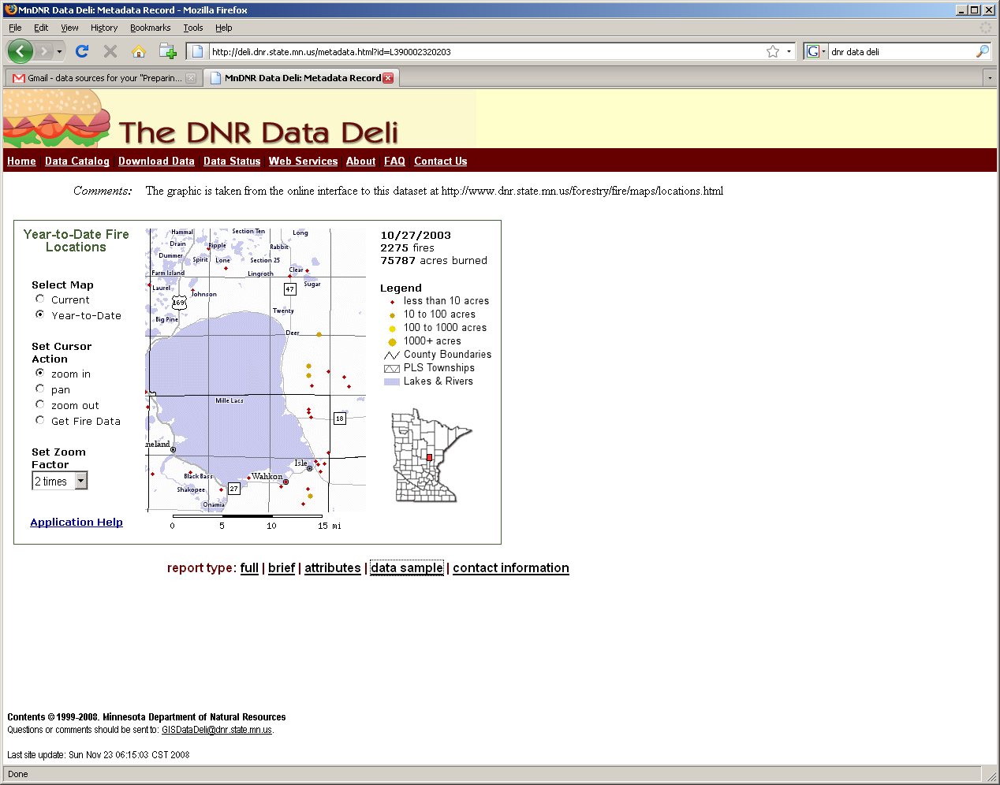 MnDNR Data Deli: Metadata Record - Mozilla Firefox
File Edit View History Bookmarks Tools Help
http://deli.dnr.state.mn.us/metadata.html?id=L390002320203
G dnr data deli
Gmail - data sources for your "Preparin...
MnDNR Data Deli: Metadata Record
The DNR Data Deli
Home | Data Catalog | Download Data | Data Status | Web Services | About | FAQ | Contact Us
Comments: The graphic is taken from the online interface to this dataset at http://www.dnr.state.mn.us/forestry/fire/maps/locations.html
Year-to-Date Fire
Locations
Select Map
Current
Year-to-Date
Set Cursor
Action
zoom in
pan
zoom out
Get Fire Data
Set Zoom
Factor
2 times
Application Help
Hammal
Section Ten
Long
Drain
Ripple
Rabbit
Dummer
Spirit
Lone
Section 25
Farm Island
Lingroth
Clear
Laurel
Sugar
Johnson
47
169
Twenty
Big Pine
Deer
Mille Lacs
18
neland
Isle
Black Bass
Wahkon
Shakopee
27
Onamia
0 5 10 15 mi
10/27/2003
2275 fires
75787 acres burned
Legend
less than 10 acres
10 to 100 acres
100 to 1000 acres
1000+ acres
County Boundaries
PLS Townships
Lakes & Rivers
report type: full | brief | attributes | data sample | contact information
Contents © 1999-2008. Minnesota Department of Natural Resources
Questions or comments should be sent to: GISDataDeli@dnr.state.mn.us.
Last site update: Sun Nov 23 06:15:03 CST 2008
Done